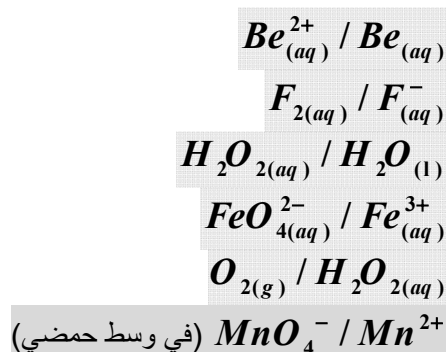 Be²⁺₍aq₎ / Be₍aq₎
F₂₍aq₎ / F⁻₍aq₎
H₂O₂₍aq₎ / H₂O₍l₎
FeO₄²⁻₍aq₎ / Fe³⁺₍aq₎
O₂₍g₎ / H₂O₂₍aq₎
MnO₄⁻ / Mn²⁺ (في وسط حمضي)